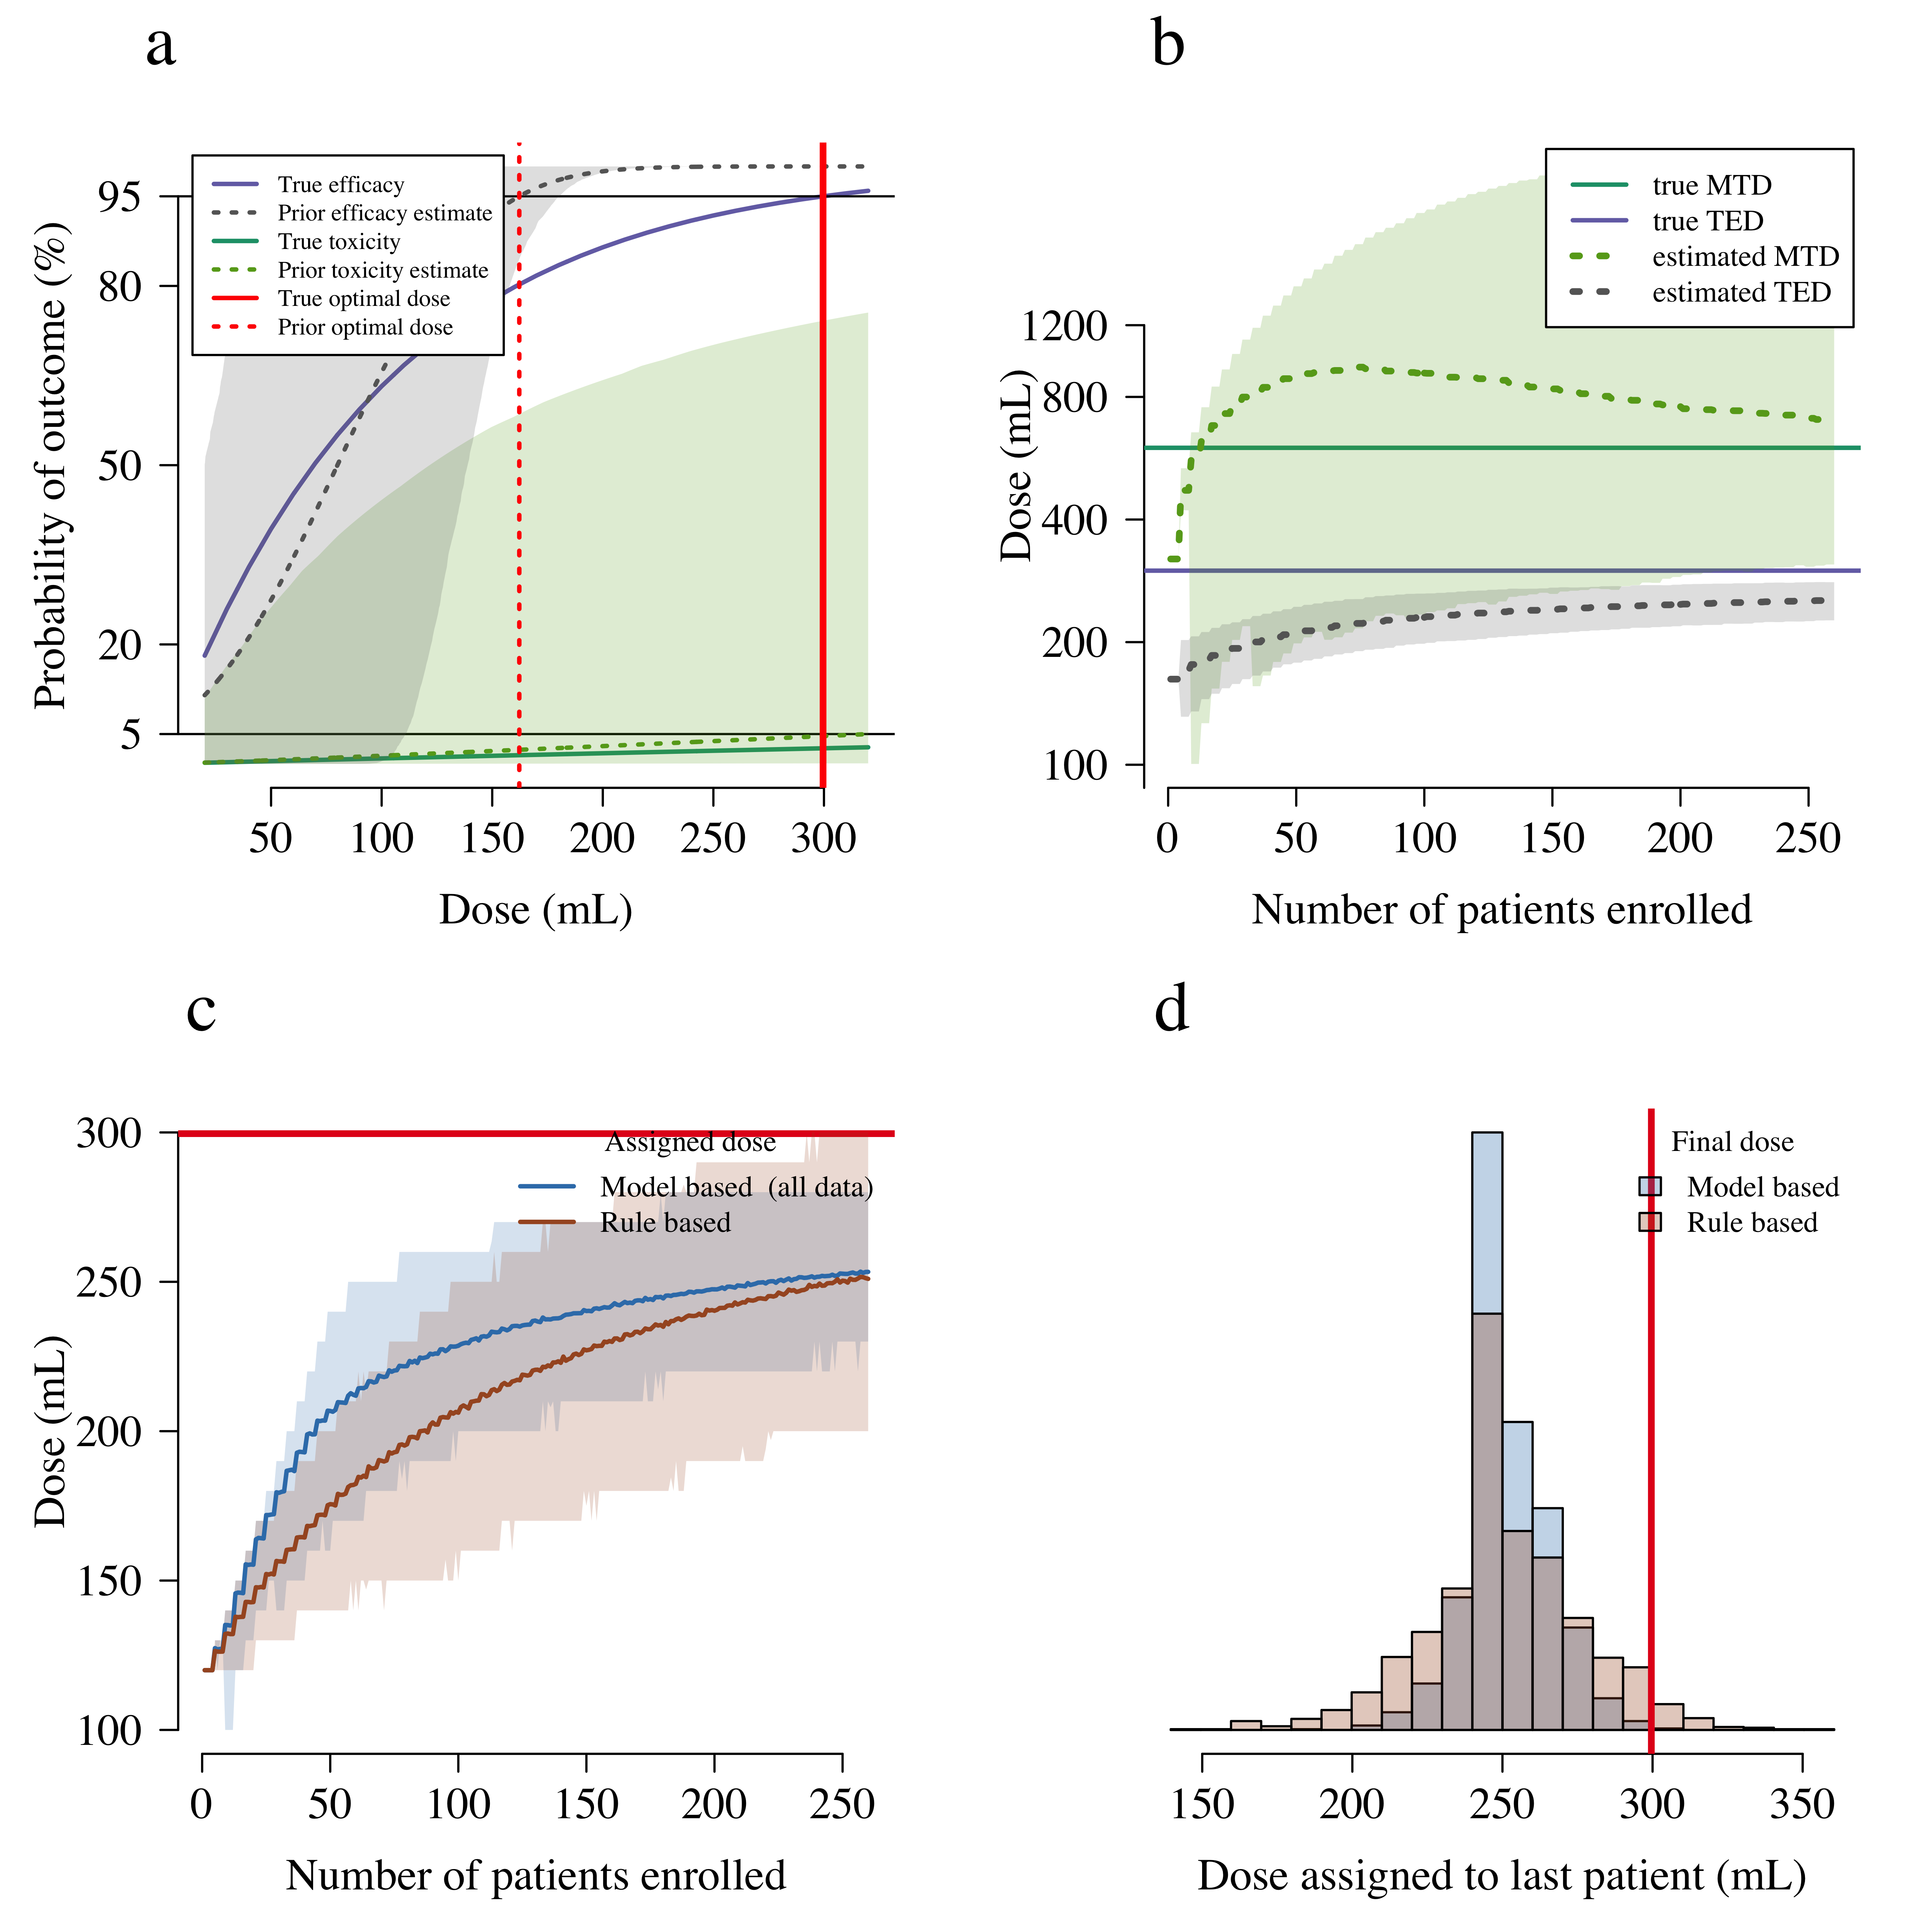 a
Probability of outcome (%)
95
80
50
20
5
True efficacy
Prior efficacy estimate
True toxicity
Prior toxicity estimate
True optimal dose
Prior optimal dose
50 100 150 200 250 300
Dose (mL)
b
Dose (mL)
1200
800
400
200
100
true MTD
true TED
estimated MTD
estimated TED
0 50 100 150 200 250
Number of patients enrolled
c
Dose (mL)
300
250
200
150
100
Assigned dose
Model based (all data)
Rule based
0 50 100 150 200 250
Number of patients enrolled
d
Final dose
Model based
Rule based
150 200 250 300 350
Dose assigned to last patient (mL)